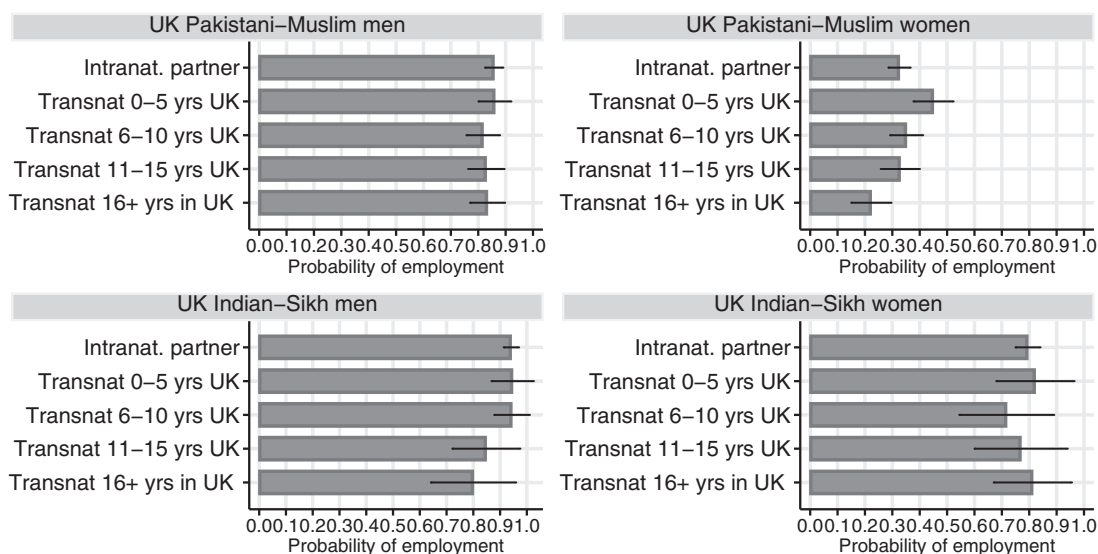 UK Pakistani–Muslim men
Intranat. partner
Transnat 0–5 yrs UK
Transnat 6–10 yrs UK
Transnat 11–15 yrs UK
Transnat 16+ yrs in UK
0.00.10.20.30.40.50.60.70.80.91.0
Probability of employment
UK Pakistani–Muslim women
Intranat. partner
Transnat 0–5 yrs UK
Transnat 6–10 yrs UK
Transnat 11–15 yrs UK
Transnat 16+ yrs in UK
0.00.10.20.30.40.50.60.70.80.91.0
Probability of employment
UK Indian–Sikh men
Intranat. partner
Transnat 0–5 yrs UK
Transnat 6–10 yrs UK
Transnat 11–15 yrs UK
Transnat 16+ yrs in UK
0.00.10.20.30.40.50.60.70.80.91.0
Probability of employment
UK Indian–Sikh women
Intranat. partner
Transnat 0–5 yrs UK
Transnat 6–10 yrs UK
Transnat 11–15 yrs UK
Transnat 16+ yrs in UK
0.00.10.20.30.40.50.60.70.80.91.0
Probability of employment